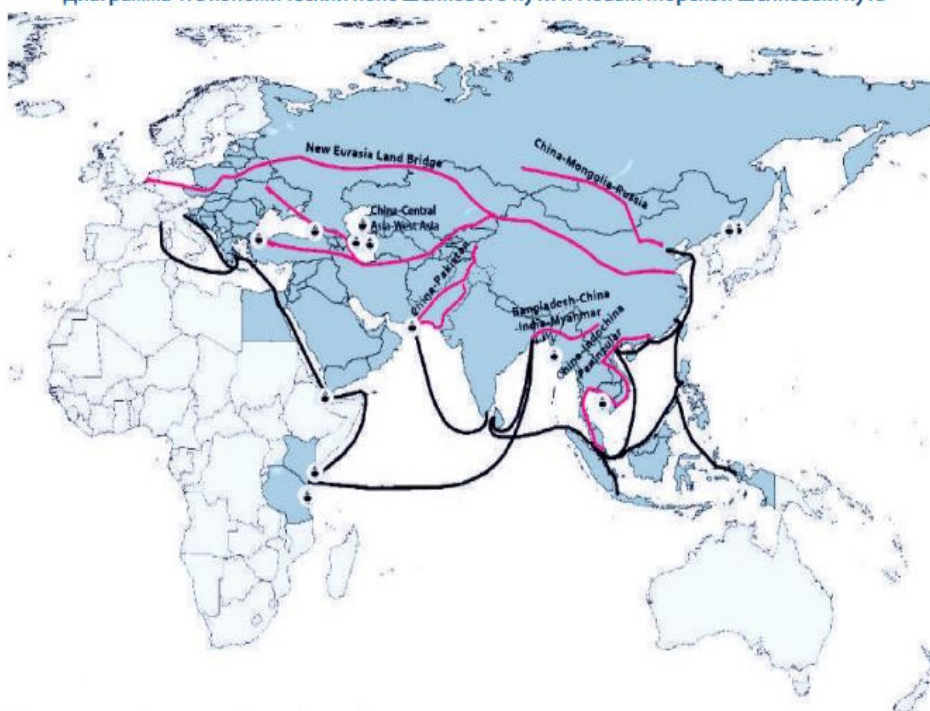 New Eurasia Land Bridge
China-Mongolia-Russia
China-Central
Asia-West Asia
China-Pakistan
Bangladesh-China
-India-Myanmar
China-Indochina
Peninsular